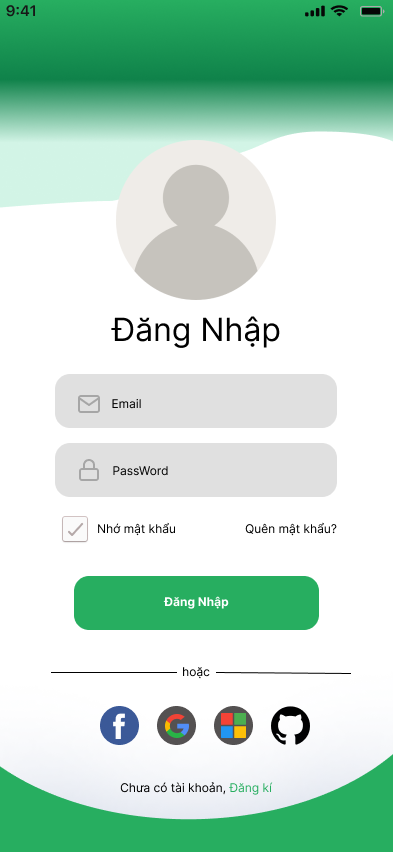 9:41
Đăng Nhập
Email
PassWord
Nhớ mật khẩu Quên mật khẩu?
Đăng Nhập
hoặc
Chưa có tài khoản, Đăng kí